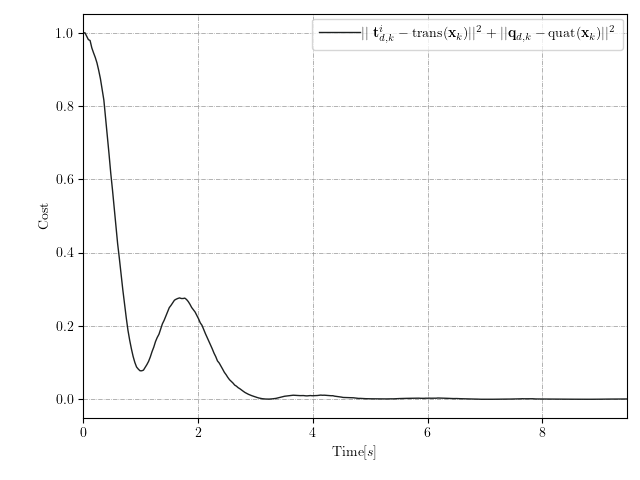 || t^i_{d,k} − trans(x_k)||^2 + ||q_{d,k} − quat(x_k)||^2
1.0
0.8
0.6
0.4
0.2
0.0
Cost
0 2 4 6 8
Time[s]